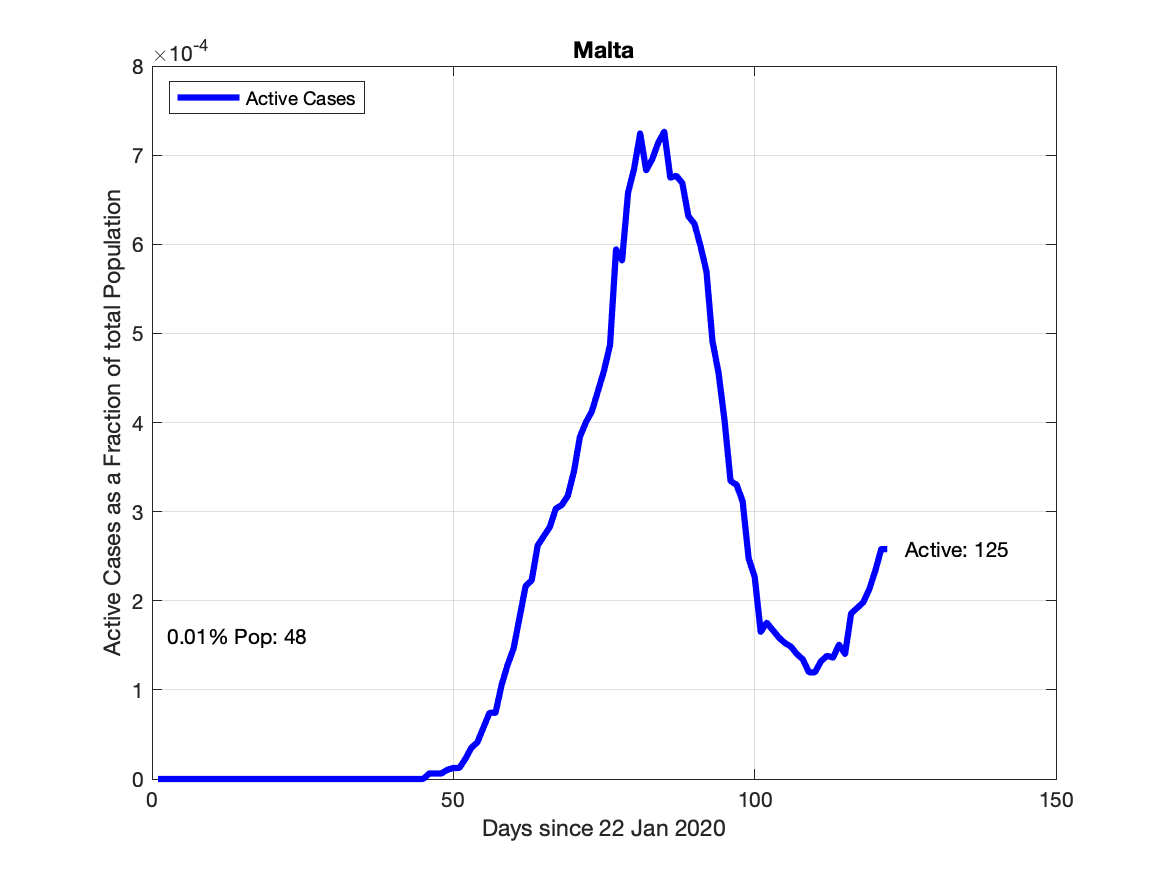 Malta
×10⁻⁴
8
7
6
5
4
3
2
1
0
Active Cases
Active Cases as a Fraction of total Population
Active: 125
0.01% Pop: 48
0 50 100 150
Days since 22 Jan 2020